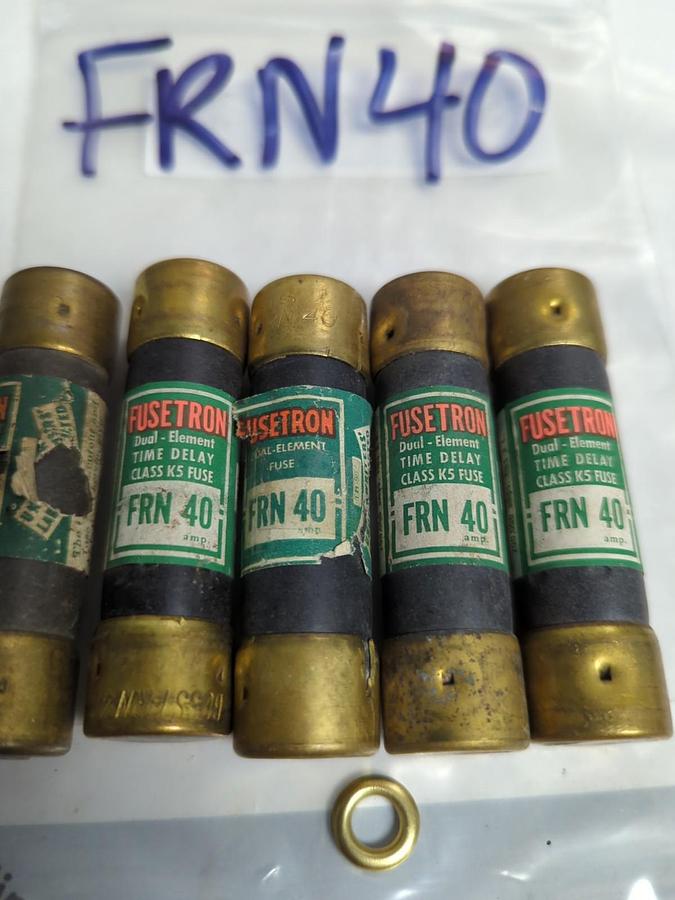 FRN40
FUSETRON
Dual-Element
TIME DELAY
CLASS K5 FUSE
FRN 40
amp.
N 40
FUSETRON
DUAL-ELEMENT
FUSE
FRN 40
amp.
FUSETRON
Dual-Element
TIME DELAY
CLASS K5 FUSE
FRN 40
amp.
FUSETRON
Dual-Element
TIME DELAY
CLASS K5 FUSE
FRN 40
amp.